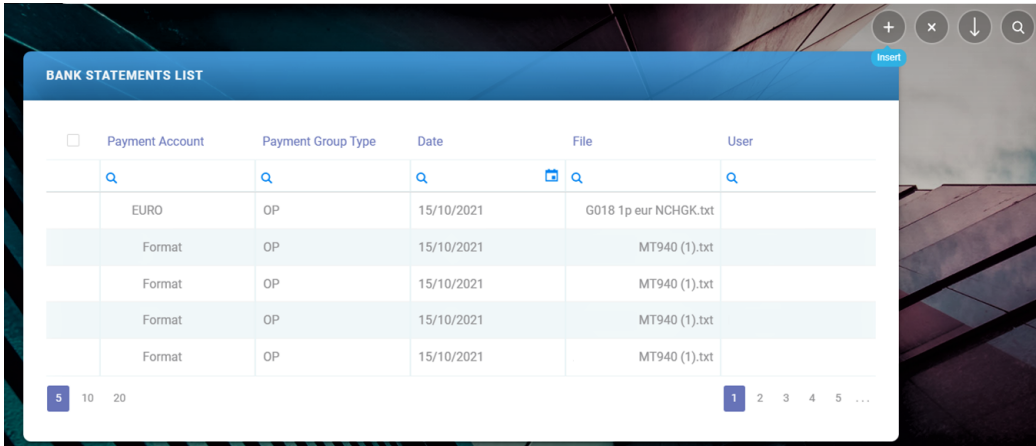 Insert
BANK STATEMENTS LIST
Payment Account Payment Group Type Date File User
EURO OP 15/10/2021 G018 1p eur NCHGK.txt
Format OP 15/10/2021 MT940 (1).txt
Format OP 15/10/2021 MT940 (1).txt
Format OP 15/10/2021 MT940 (1).txt
Format OP 15/10/2021 MT940 (1).txt
5 10 20 1 2 3 4 5 ...